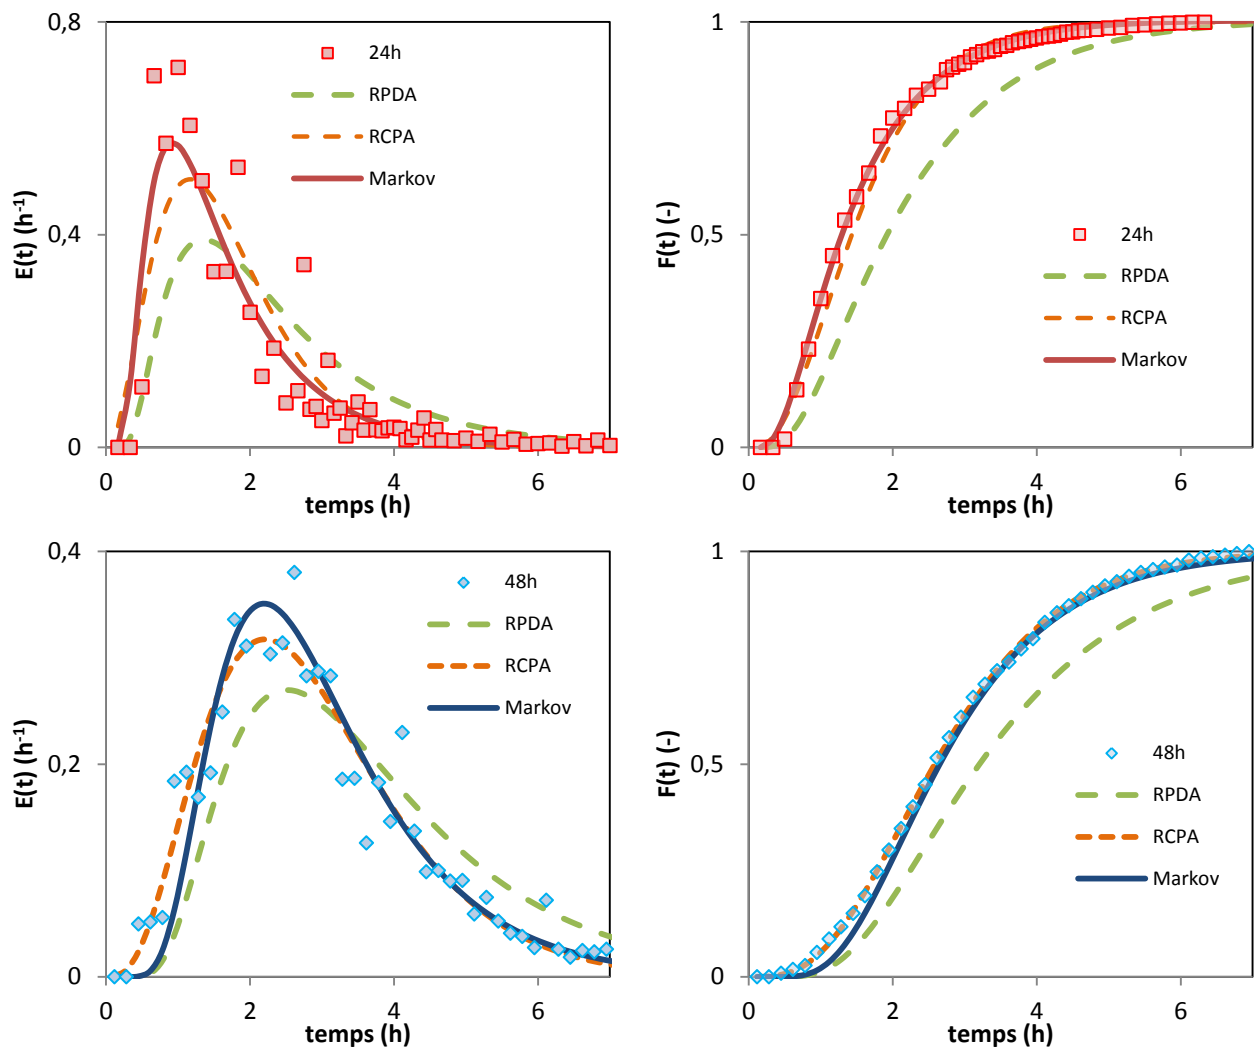 0,8
0,4
0
0
2
4
6
E(t) (h⁻¹)
temps (h)
24h
RPDA
RCPA
Markov
1
0,5
0
0
2
4
6
F(t) (-)
temps (h)
24h
RPDA
RCPA
Markov
0,4
0,2
0
0
2
4
6
E(t) (h⁻¹)
temps (h)
48h
RPDA
RCPA
Markov
1
0,5
0
0
2
4
6
F(t) (-)
temps (h)
48h
RPDA
RCPA
Markov